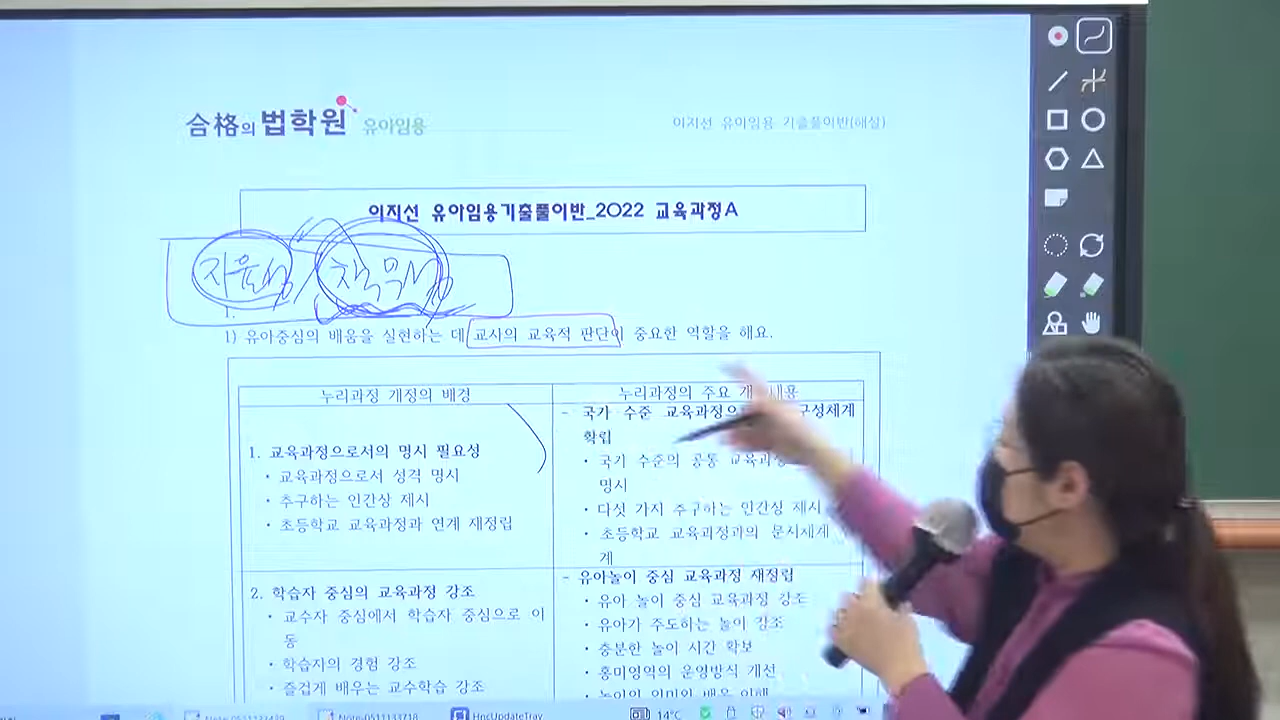 合格의 법학원 유아임용
이지선 유아임용 기출풀이반(해설)
이지선 유아임용기출풀이반_2022 교육과정A
자율성 / 책무성
1.
1) 유아중심의 배움을 실현하는 데 교사의 교육적 판단이 중요한 역할을 해요.
누리과정 개정의 배경
1. 교육과정으로서의 명시 필요성
• 교육과정으로서 성격 명시
• 추구하는 인간상 제시
• 초등학교 교육과정과 연계 재정립
2. 학습자 중심의 교육과정 강조
• 교수자 중심에서 학습자 중심으로 이
동
• 학습자의 경험 강조
• 즐겁게 배우는 교수학습 강조
누리과정의 주요 개 내용
- 국가 수준 교육과정으 구성체계
확립
• 국가 수준의 공통 교육과정
명시
• 다섯 가지 추구하는 인간상 제시
• 초등학교 교육과정과의 문서체계
계
- 유아놀이 중심 교육과정 재정립
• 유아 놀이 중심 교육과정 강조
• 유아가 주도하는 놀이 강조
• 충분한 놀이 시간 확보
• 흥미영역의 운영방식 개선
• 놀이의 의미와 배움 이해
Note-0511133718
HncUpdateTray
14°C